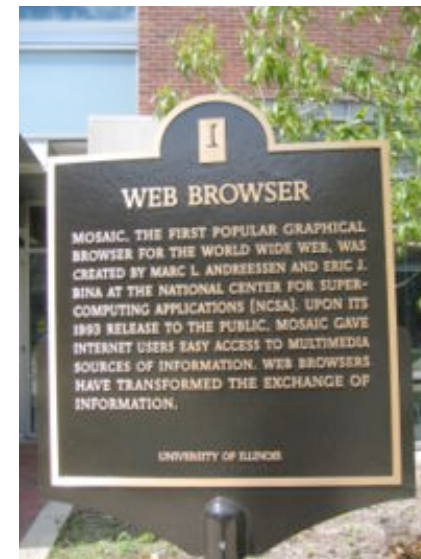 I
WEB BROWSER
MOSAIC, THE FIRST POPULAR GRAPHICAL
BROWSER FOR THE WORLD WIDE WEB, WAS
CREATED BY MARC L. ANDREESSEN AND ERIC J.
BINA AT THE NATIONAL CENTER FOR SUPER-
COMPUTING APPLICATIONS [NCSA]. UPON ITS
1993 RELEASE TO THE PUBLIC, MOSAIC GAVE
INTERNET USERS EASY ACCESS TO MULTIMEDIA
SOURCES OF INFORMATION. WEB BROWSERS
HAVE TRANSFORMED THE EXCHANGE OF
INFORMATION.
UNIVERSITY OF ILLINOIS